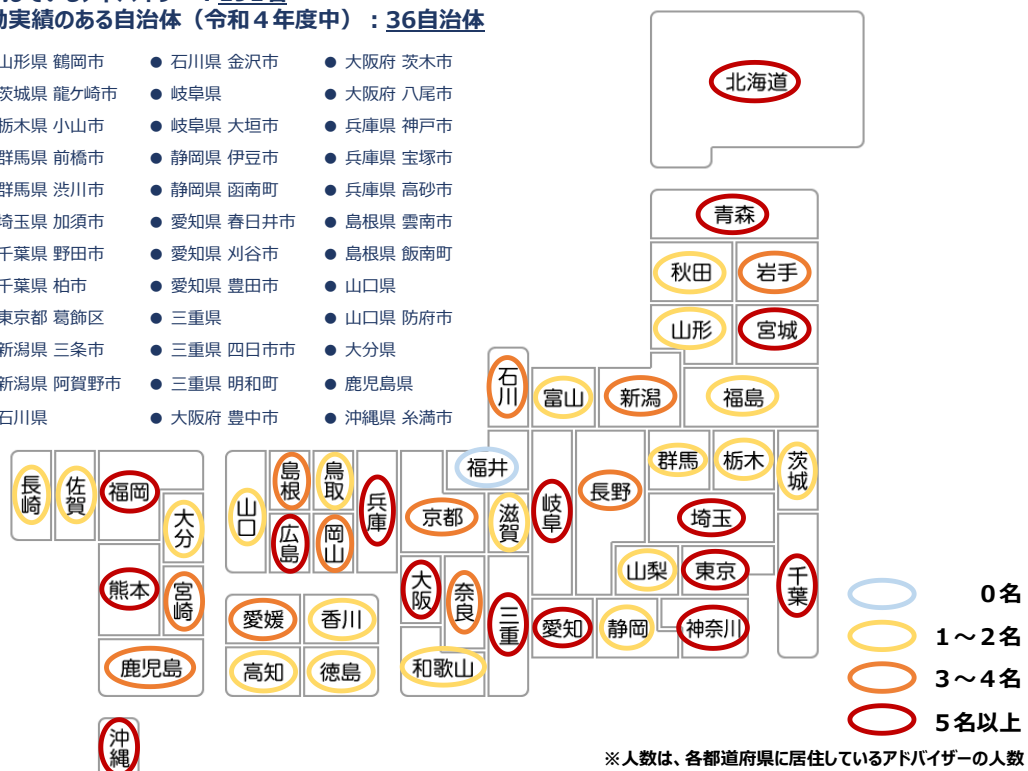 動実績のある自治体（令和４年度中）：36自治体
山形県 鶴岡市
茨城県 龍ケ崎市
栃木県 小山市
群馬県 前橋市
群馬県 渋川市
埼玉県 加須市
千葉県 野田市
千葉県 柏市
東京都 葛飾区
新潟県 三条市
新潟県 阿賀野市
石川県
● 石川県 金沢市
● 岐阜県
● 岐阜県 大垣市
● 静岡県 伊豆市
● 静岡県 函南町
● 愛知県 春日井市
● 愛知県 刈谷市
● 愛知県 豊田市
● 三重県
● 三重県 四日市市
● 三重県 明和町
● 大阪府 豊中市
● 大阪府 茨木市
● 大阪府 八尾市
● 兵庫県 神戸市
● 兵庫県 宝塚市
● 兵庫県 高砂市
● 島根県 雲南市
● 島根県 飯南町
● 山口県
● 山口県 防府市
● 大分県
● 鹿児島県
● 沖縄県 糸満市
北海道
青森
秋田
岩手
山形
宮城
石川
富山
新潟
福島
福井
岐阜
長野
群馬
栃木
茨城
埼玉
山梨
東京
千葉
愛知
静岡
神奈川
滋賀
京都
兵庫
大阪
奈良
三重
和歌山
鳥取
島根
岡山
広島
山口
愛媛
香川
高知
徳島
長崎
佐賀
福岡
大分
熊本
宮崎
鹿児島
沖縄
０名
１～２名
３～４名
５名以上
※人数は、各都道府県に居住しているアドバイザーの人数